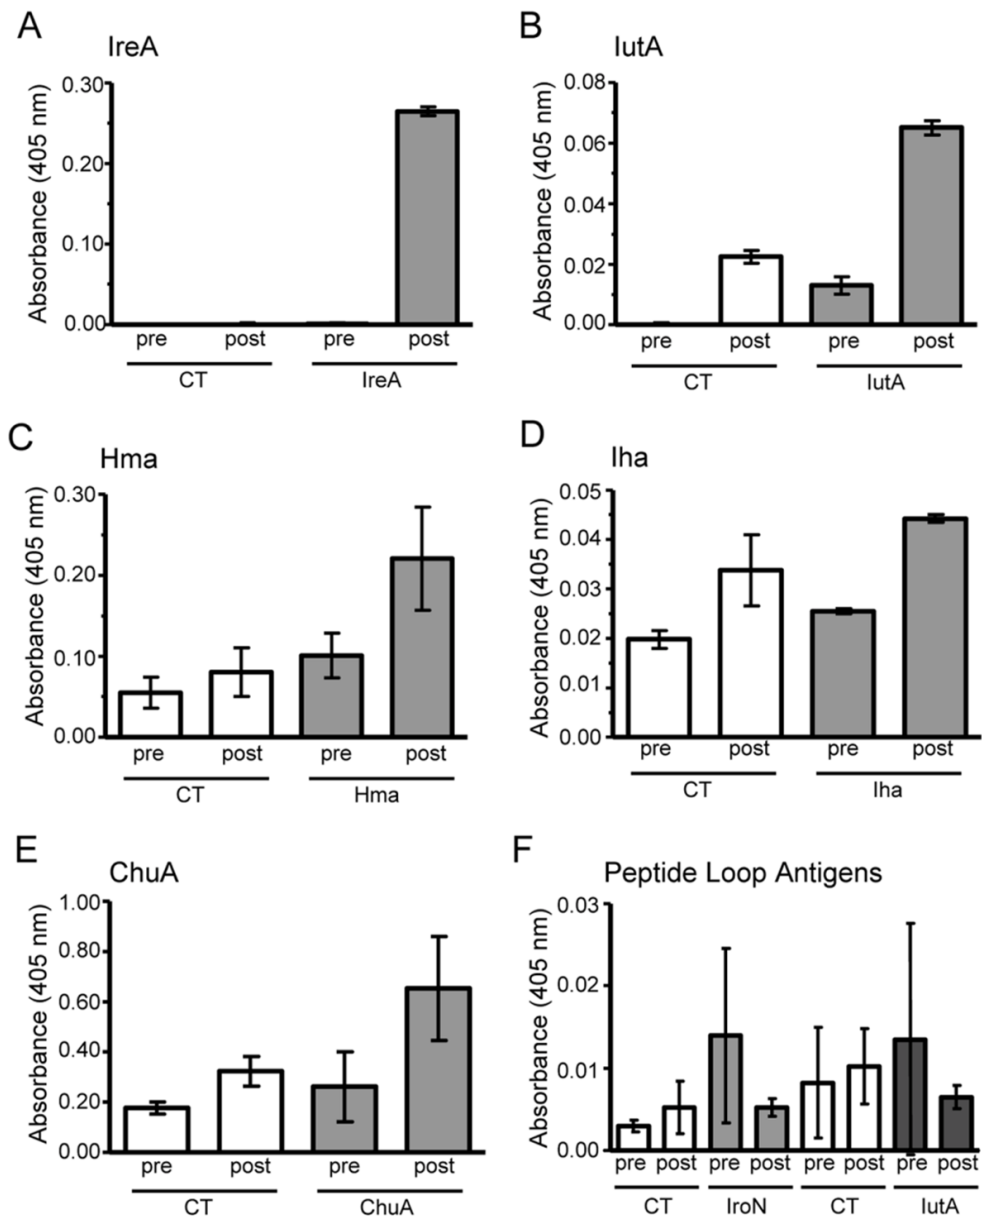 A
IreA
Absorbance (405 nm)
0.30
0.20
0.10
0.00
pre post pre post
CT IreA
B
IutA
Absorbance (405 nm)
0.08
0.06
0.04
0.02
0.00
pre post pre post
CT IutA
C
Hma
Absorbance (405 nm)
0.30
0.20
0.10
0.00
pre post pre post
CT Hma
D
Iha
Absorbance (405 nm)
0.05
0.04
0.03
0.02
0.01
0.00
pre post pre post
CT Iha
E
ChuA
Absorbance (405 nm)
1.00
0.80
0.60
0.40
0.20
0.00
pre post pre post
CT ChuA
F
Peptide Loop Antigens
Absorbance (405 nm)
0.03
0.02
0.01
0.00
pre post pre post pre post pre post
CT IroN CT IutA